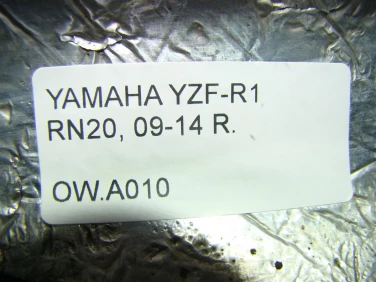 YAMAHA YZF-R1
RN20, 09-14 R.
OW.A010